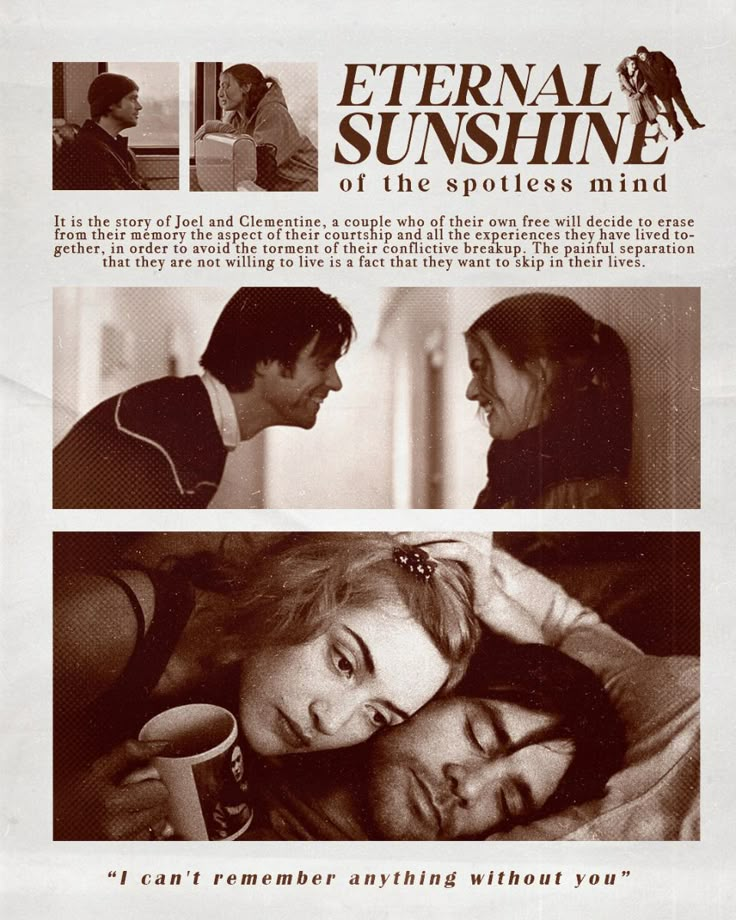 ETERNAL
SUNSHINE
of the spotless mind
It is the story of Joel and Clementine, a couple who of their own free will decide to erase
from their memory the aspect of their courtship and all the experiences they have lived to-
gether, in order to avoid the torment of their conflictive breakup. The painful separation
that they are not willing to live is a fact that they want to skip in their lives.
“I can't remember anything without you”